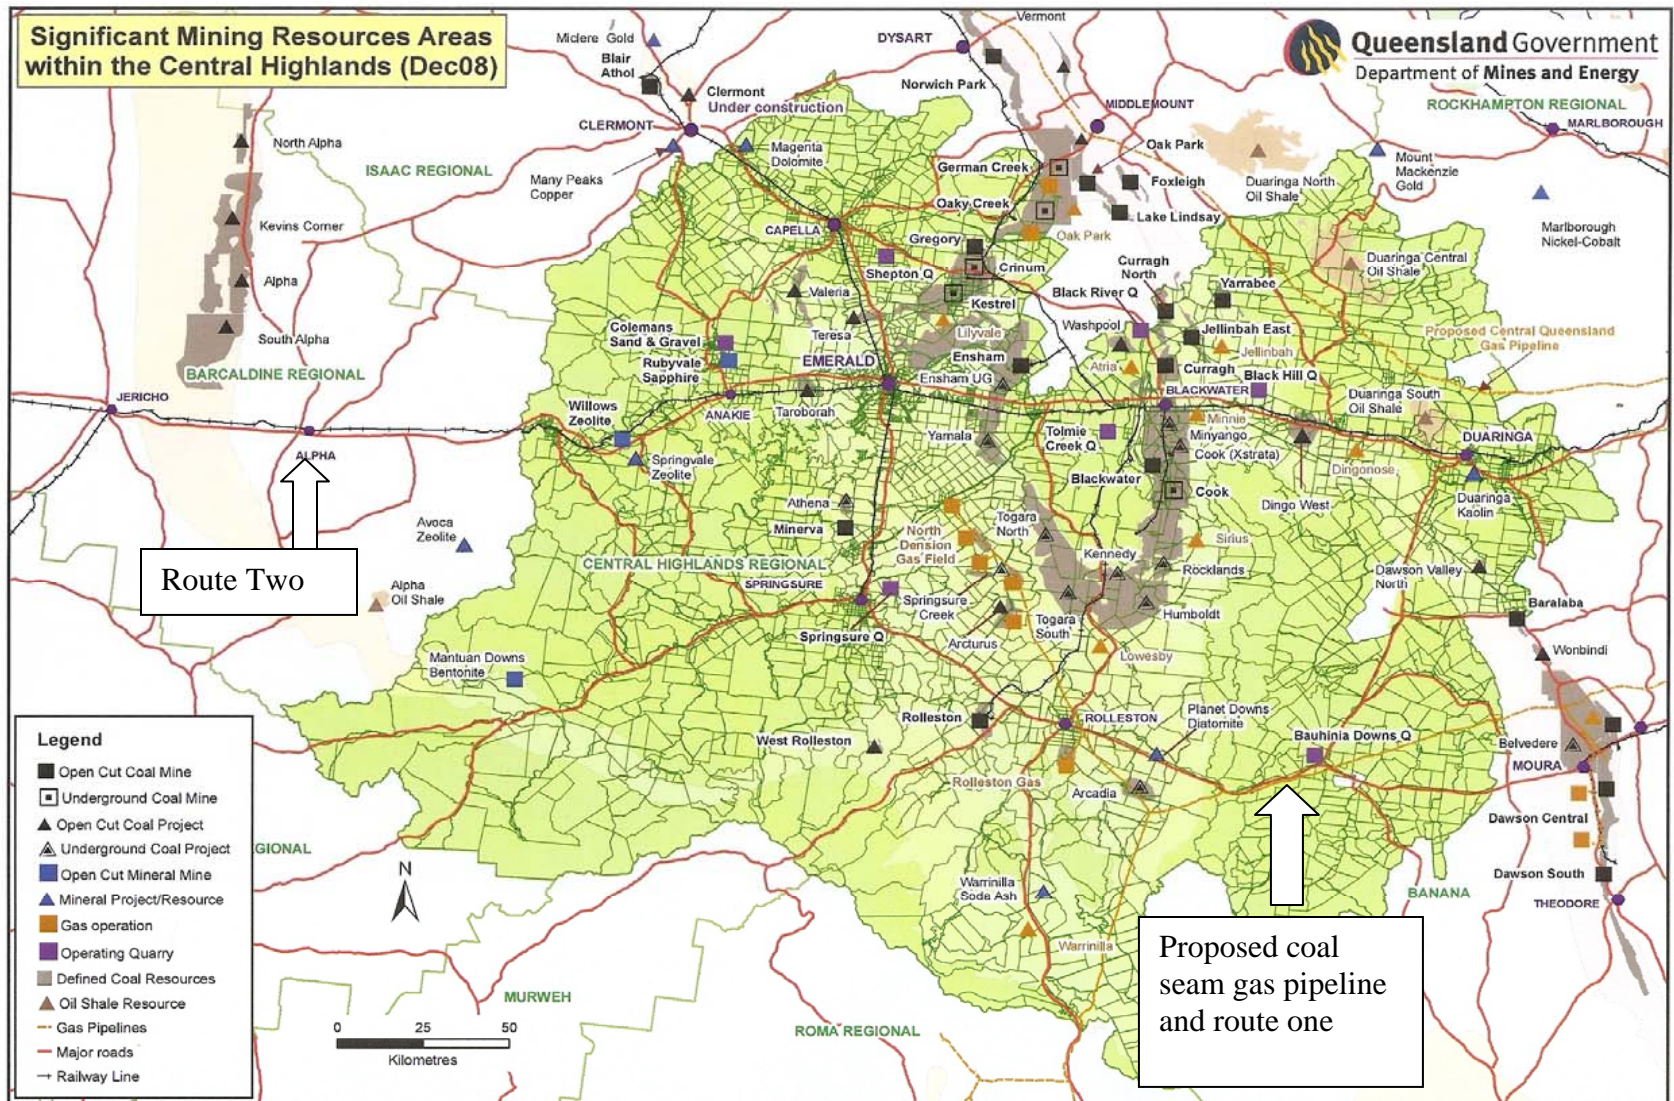 Significant Mining Resources Areas
within the Central Highlands (Dec08)
Queensland Government
Department of Mines and Energy
Vermont
DYSART
Miclere Gold
Blair
Athol
Clermont
Under construction
CLERMONT
Norwich Park
MIDDLEMOUNT
ROCKHAMPTON REGIONAL
MARLBOROUGH
North Alpha
ISAAC REGIONAL
Many Peaks
Copper
Magenta
Dolomite
German Creek
Oak Park
Foxleigh
Duaringa North
Oil Shale
Mount
Mackenzie
Gold
Oaky Creek
Lake Lindsay
Marlborough
Nickel-Cobalt
Kevins Corner
CAPELLA
Gregory
Oak Park
Shepton Q
Crinum
Curragh
North
Duaringa Central
Oil Shale
Alpha
Valeria
Kestrel
Black River Q
Yarrabee
Colemans
Sand & Gravel
Teresa
Lilyvale
Washpool
Jellinbah East
Proposed Central Queensland
Gas Pipeline
South Alpha
Rubyvale
Sapphire
EMERALD
Ensham
Jellinbah
BARCALDINE REGIONAL
Ensham UG
Atria
Curragh
Black Hill Q
JERICHO
BLACKWATER
Duaringa South
Oil Shale
Willows
Zeolite
ANAKIE
Taroborah
Minnie
ALPHA
Yamala
Tolmie
Creek Q
Minyango
Cook (Xstrata)
DUARINGA
Springvale
Zeolite
Dingonose
Blackwater
Cook
Duaringa
Kaolin
Athena
Dingo West
Minerva
Togara
North
Avoca
Zeolite
North
Dension
Gas Field
Sirius
Route Two
CENTRAL HIGHLANDS REGIONAL
Kennedy
Rocklands
Dawson Valley
North
SPRINGSURE
Alpha
Oil Shale
Springsure
Creek
Humboldt
Baralaba
Springsure Q
Arcturus
Togara
South
Lowesby
Wonbindi
Mantuan Downs
Bentonite
Rolleston
ROLLESTON
Planet Downs
Diatomite
West Rolleston
Bauhinia Downs Q
Belvedere
MOURA
Rolleston Gas
Arcadia
Dawson Central
GIONAL
Dawson South
Warrinilla
Soda Ash
BANANA
THEODORE
Warrinilla
Proposed coal
seam gas pipeline
and route one
MURWEH
ROMA REGIONAL
N
0 25 50
Kilometres
Legend
Open Cut Coal Mine
Underground Coal Mine
Open Cut Coal Project
Underground Coal Project
Open Cut Mineral Mine
Mineral Project/Resource
Gas operation
Operating Quarry
Defined Coal Resources
Oil Shale Resource
Gas Pipelines
Major roads
Railway Line